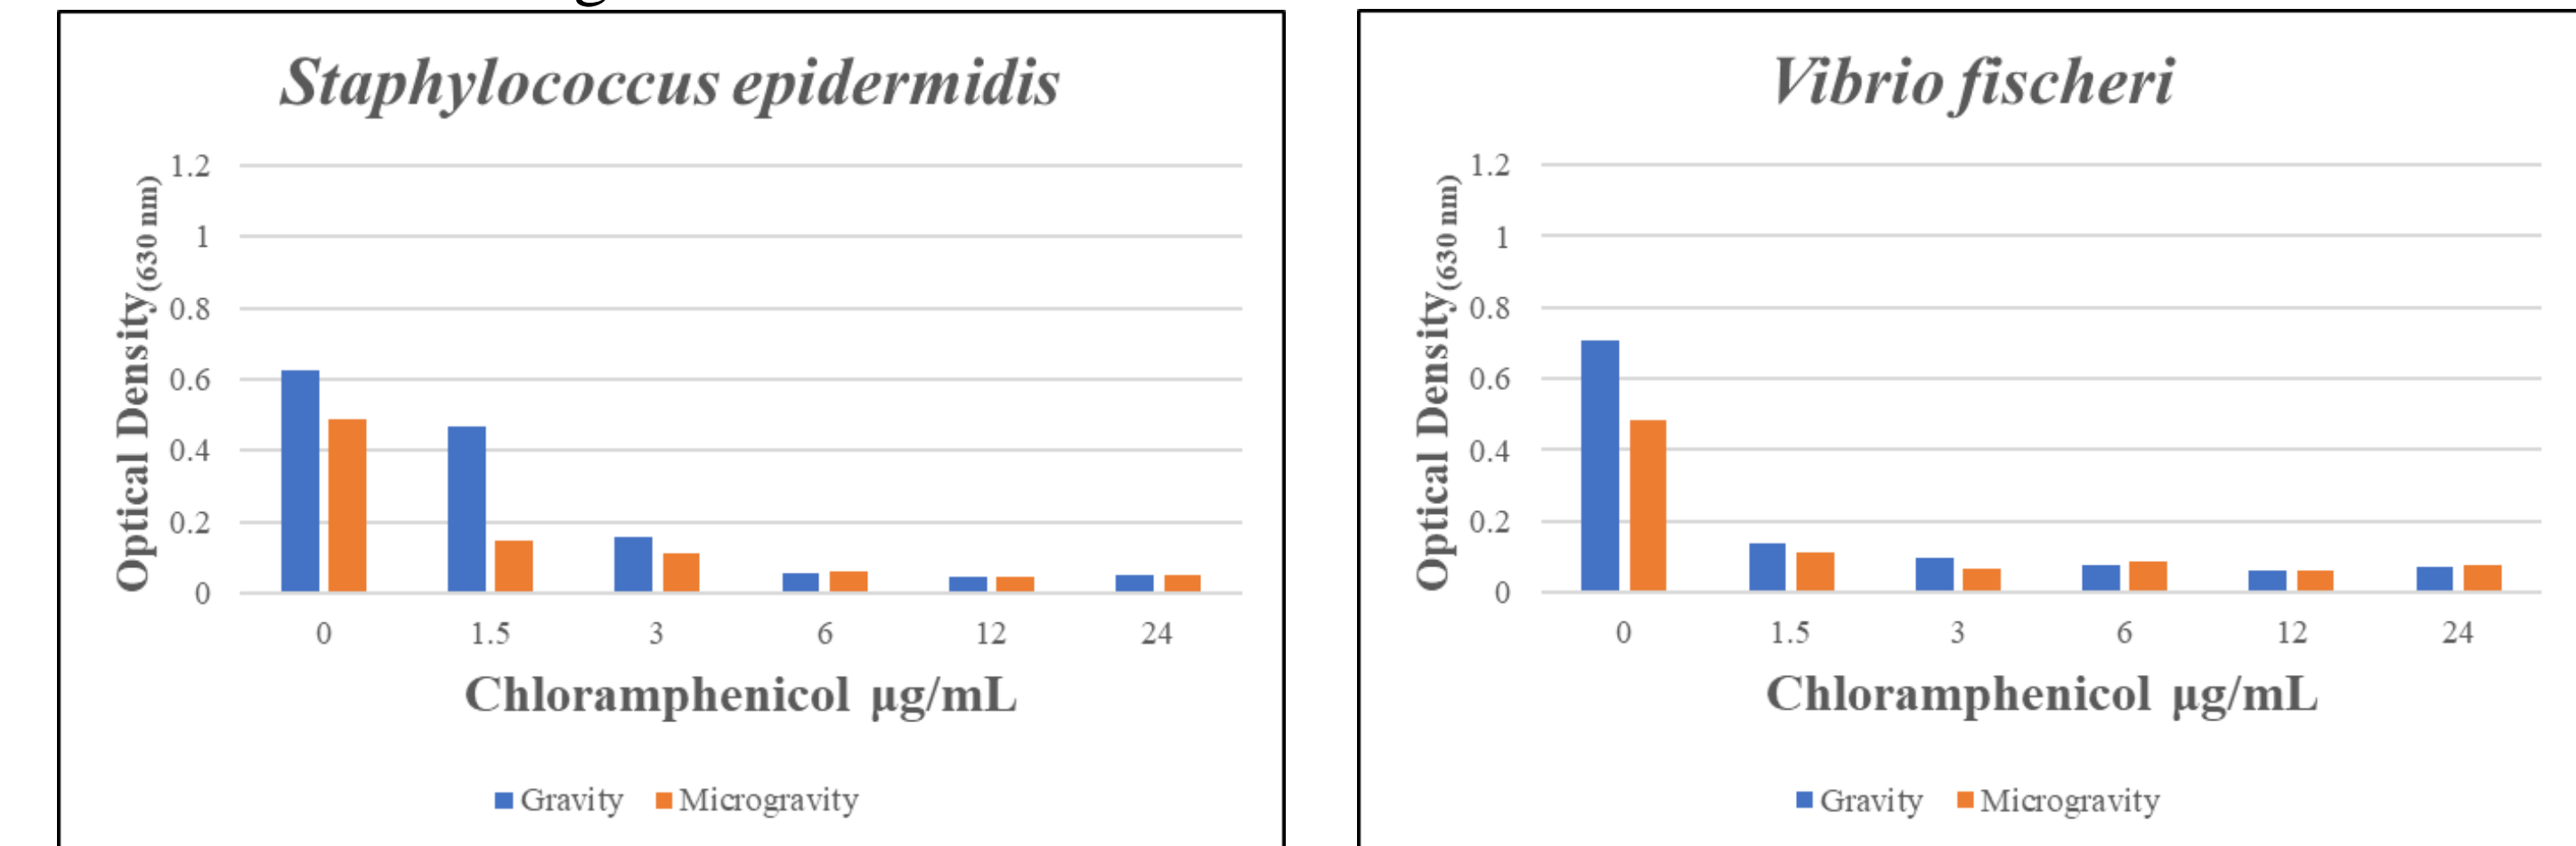 Staphylococcus epidermidis
1.2
1
0.8
0.6
0.4
0.2
0
Optical Density(630 nm)
0 1.5 3 6 12 24
Chloramphenicol µg/mL
Gravity Microgravity
Vibrio fischeri
1.2
1
0.8
0.6
0.4
0.2
0
Optical Density(630 nm)
0 1.5 3 6 12 24
Chloramphenicol µg/mL
Gravity Microgravity